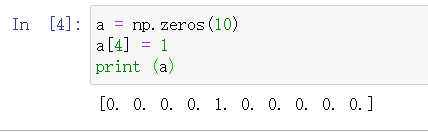 In [4]: a = np.zeros(10)
a[4] = 1
print (a)
[0. 0. 0. 0. 1. 0. 0. 0. 0. 0.]